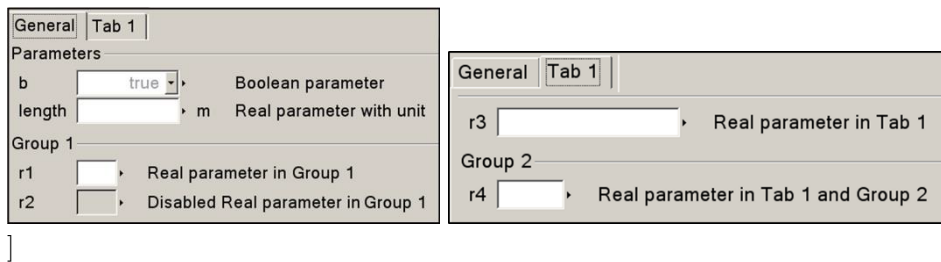 General Tab 1
Parameters
b true Boolean parameter
length m Real parameter with unit
Group 1
r1 Real parameter in Group 1
r2 Disabled Real parameter in Group 1
General Tab 1
r3 Real parameter in Tab 1
Group 2
r4 Real parameter in Tab 1 and Group 2
]